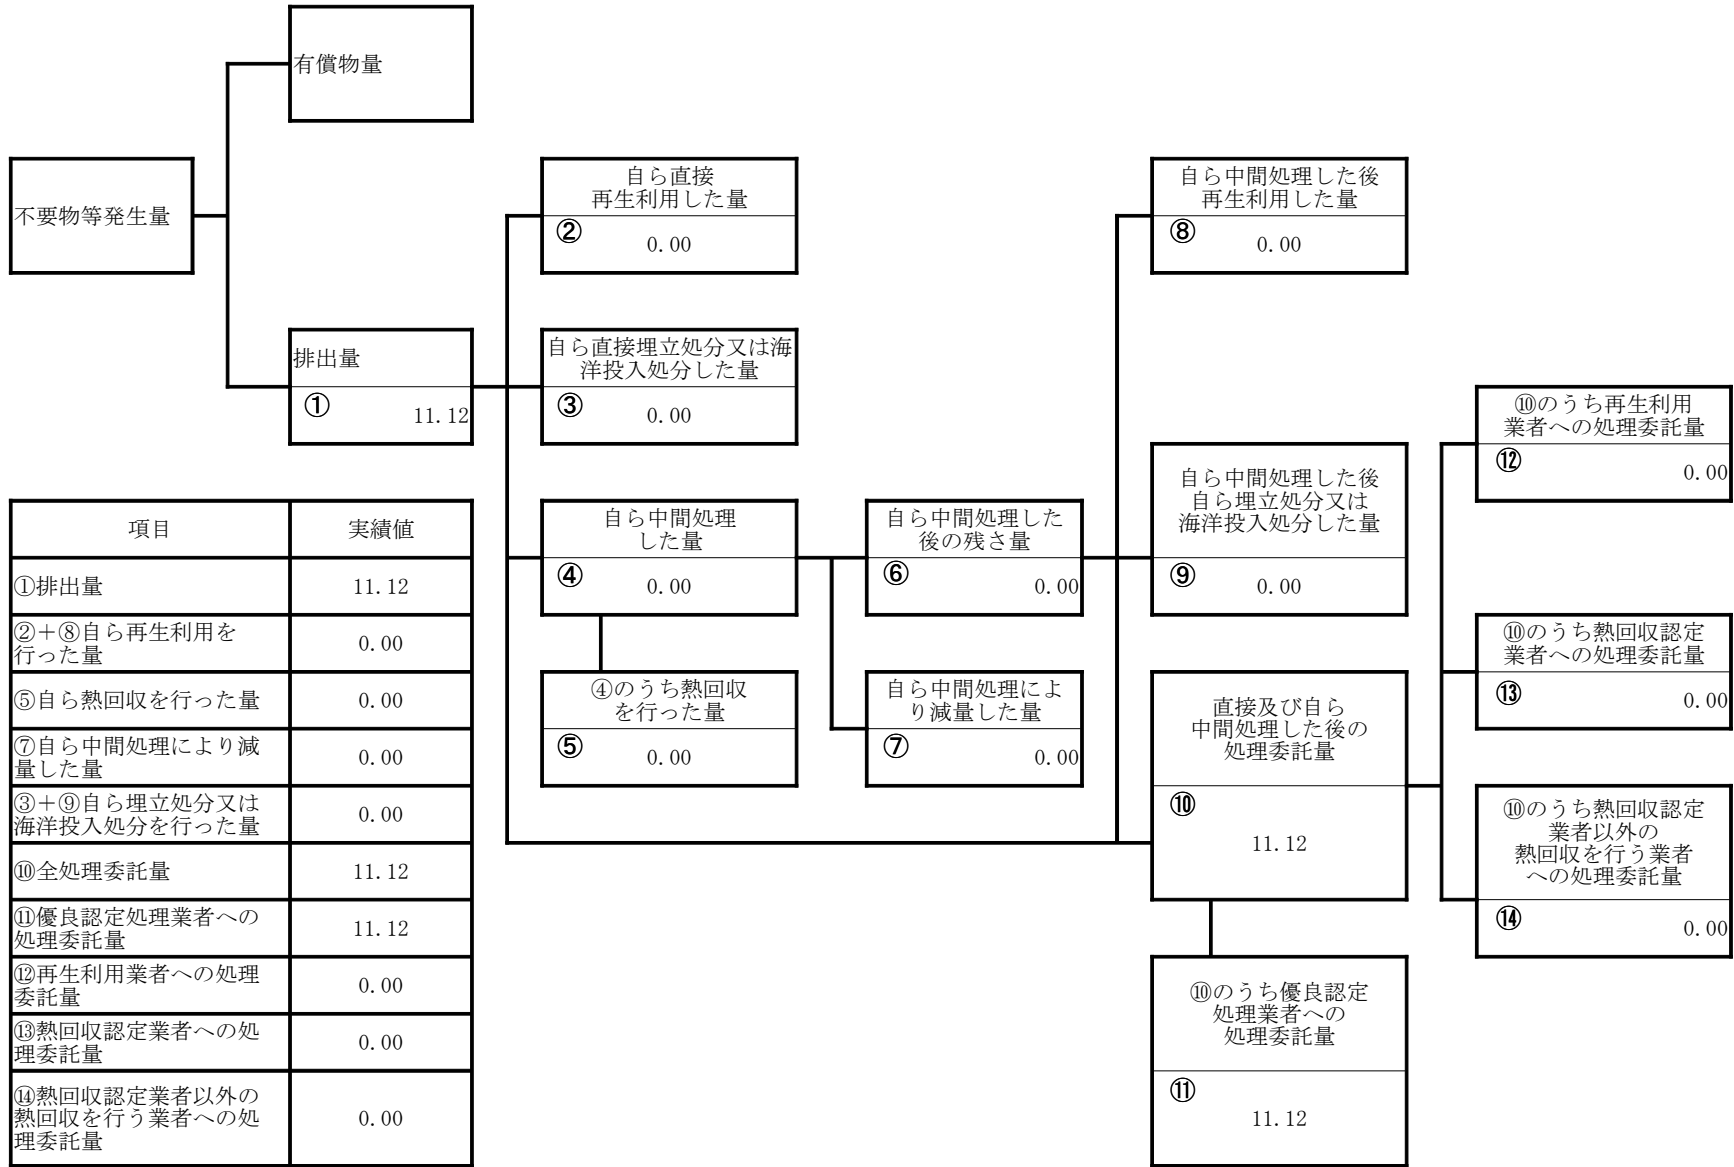 有償物量
不要物等発生量
自ら直接
再生利用した量
②
0.00
自ら中間処理した後
再生利用した量
⑧
0.00
排出量
①
11.12
自ら直接埋立処分又は海
洋投入処分した量
③
0.00
⑩のうち再生利用
業者への処理委託量
⑫
0.00
自ら中間処理した後
自ら埋立処分又は
海洋投入処分した量
⑨
0.00
自ら中間処理
した量
④
0.00
自ら中間処理した
後の残さ量
⑥
0.00
⑩のうち熱回収認定
業者への処理委託量
⑬
0.00
④のうち熱回収
を行った量
⑤
0.00
自ら中間処理によ
り減量した量
⑦
0.00
直接及び自ら
中間処理した後の
処理委託量
⑩
11.12
⑩のうち熱回収認定
業者以外の
熱回収を行う業者
への処理委託量
⑭
0.00
⑩のうち優良認定
処理業者への
処理委託量
⑪
11.12
項目 実績値
①排出量 11.12
②＋⑧自ら再生利用を
行った量 0.00
⑤自ら熱回収を行った量 0.00
⑦自ら中間処理により減
量した量 0.00
③＋⑨自ら埋立処分又は
海洋投入処分を行った量 0.00
⑩全処理委託量 11.12
⑪優良認定処理業者への
処理委託量 11.12
⑫再生利用業者への処理
委託量 0.00
⑬熱回収認定業者への処
理委託量 0.00
⑭熱回収認定業者以外の
熱回収を行う業者への処
理委託量 0.00